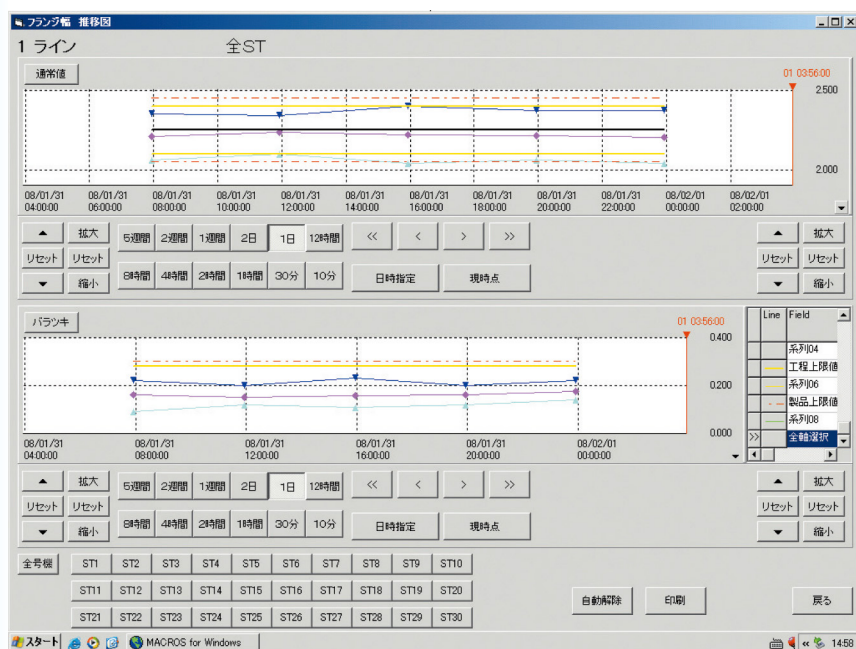 フランジ幅 推移図
1 ライン 全ST
通常値
01 03:56:00
2.500
2.000
08/01/31 08/01/31 08/01/31 08/01/31 08/01/31 08/01/31 08/01/31 08/01/31 08/01/31 08/01/31 08/02/01 08/02/01
04:00:00 06:00:00 08:00:00 10:00:00 12:00:00 14:00:00 16:00:00 18:00:00 20:00:00 22:00:00 00:00:00 02:00:00
▲ 拡大 5週間 2週間 1週間 2日 1日 12時間 << < > >> ▲ 拡大
リセット リセット リセット リセット
▼ 縮小 8時間 4時間 2時間 1時間 30分 10分 日時指定 現時点 ▼ 縮小
バラツキ
01 03:56:00
0.400
0.200
0.000
08/01/31 08/01/31 08/01/31 08/01/31 08/01/31 08/02/01
04:00:00 08:00:00 12:00:00 16:00:00 20:00:00 00:00:00
Line Field
系列04
工程上限値
系列06
製品上限値
系列08
>> 全軸選択
▲ 拡大 5週間 2週間 1週間 2日 1日 12時間 << < > >> ▲ 拡大
リセット リセット リセット リセット
▼ 縮小 8時間 4時間 2時間 1時間 30分 10分 日時指定 現時点 ▼ 縮小
全号機 ST1 ST2 ST3 ST4 ST5 ST6 ST7 ST8 ST9 ST10
ST11 ST12 ST13 ST14 ST15 ST16 ST17 ST18 ST19 ST20
ST21 ST22 ST23 ST24 ST25 ST26 ST27 ST28 ST29 ST30
自動解除 印刷 戻る
スタート MACROS for Windows « 14:58